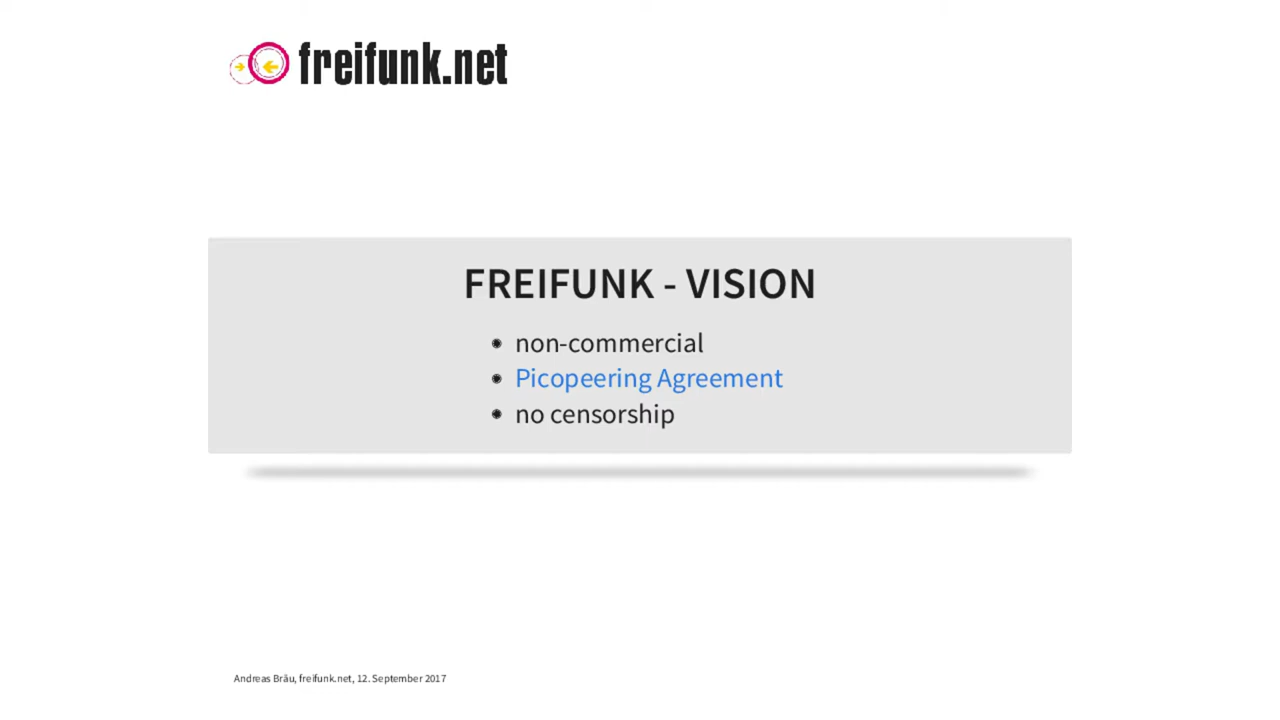 freifunk.net
FREIFUNK - VISION
non-commercial
Picopeering Agreement
no censorship
Andreas Bräu, freifunk.net, 12. September 2017